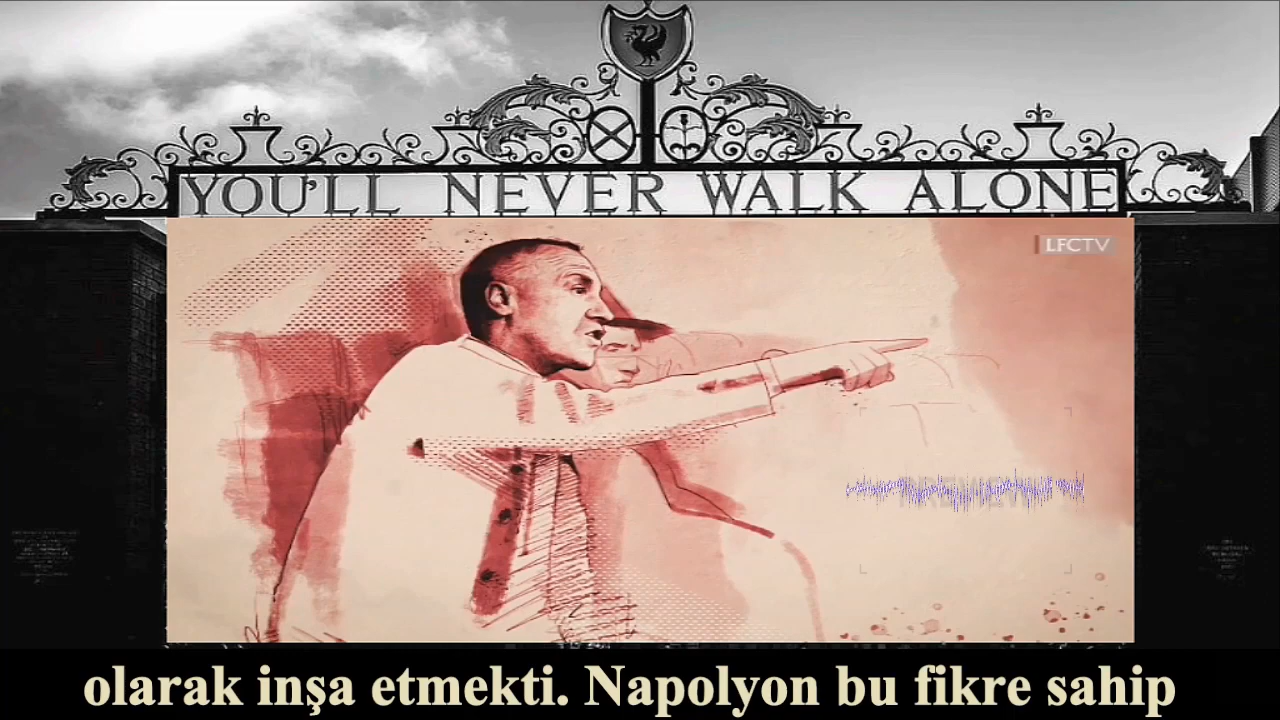 YOU'LL NEVER WALK ALONE
LFCTV
olarak inşa etmekti. Napolyon bu fikre sahip